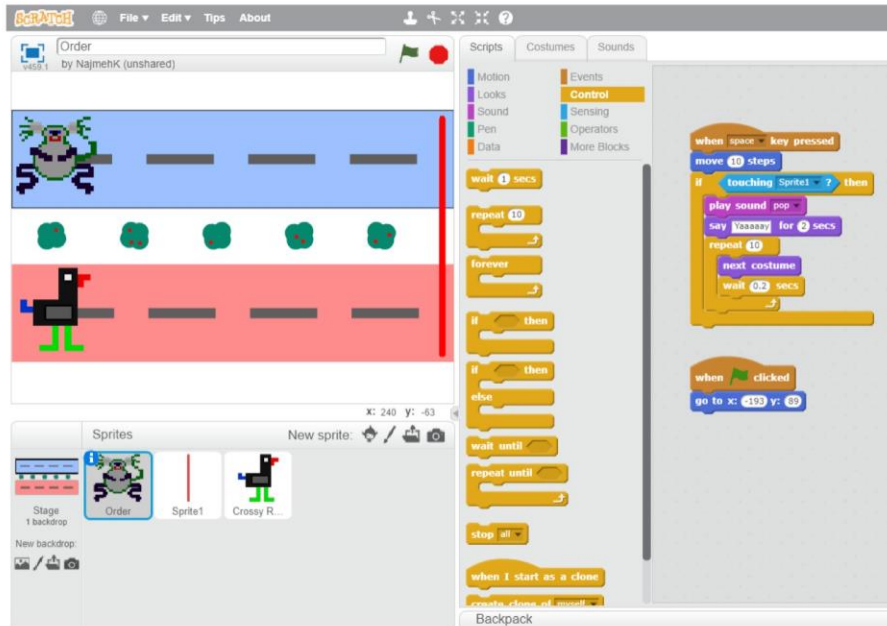 SCRATCH File ▾ Edit ▾ Tips About
Order
v459.1 by NajmehK (unshared)
Scripts Costumes Sounds
Motion Events
Looks Control
Sound Sensing
Pen Operators
Data More Blocks
wait 1 secs
repeat 10
forever
if then
if then
else
wait until
repeat until
stop all
when I start as a clone
create clone of myself
when space key pressed
move 10 steps
if touching Sprite1 ? then
play sound pop
say Yaaaaay for 2 secs
repeat 10
next costume
wait 0.2 secs
when clicked
go to x: -193 y: 89
X: 240 y: -63
Sprites New sprite:
Stage
1 backdrop
New backdrop:
Order
Sprite1
Crossy R...
Backpack